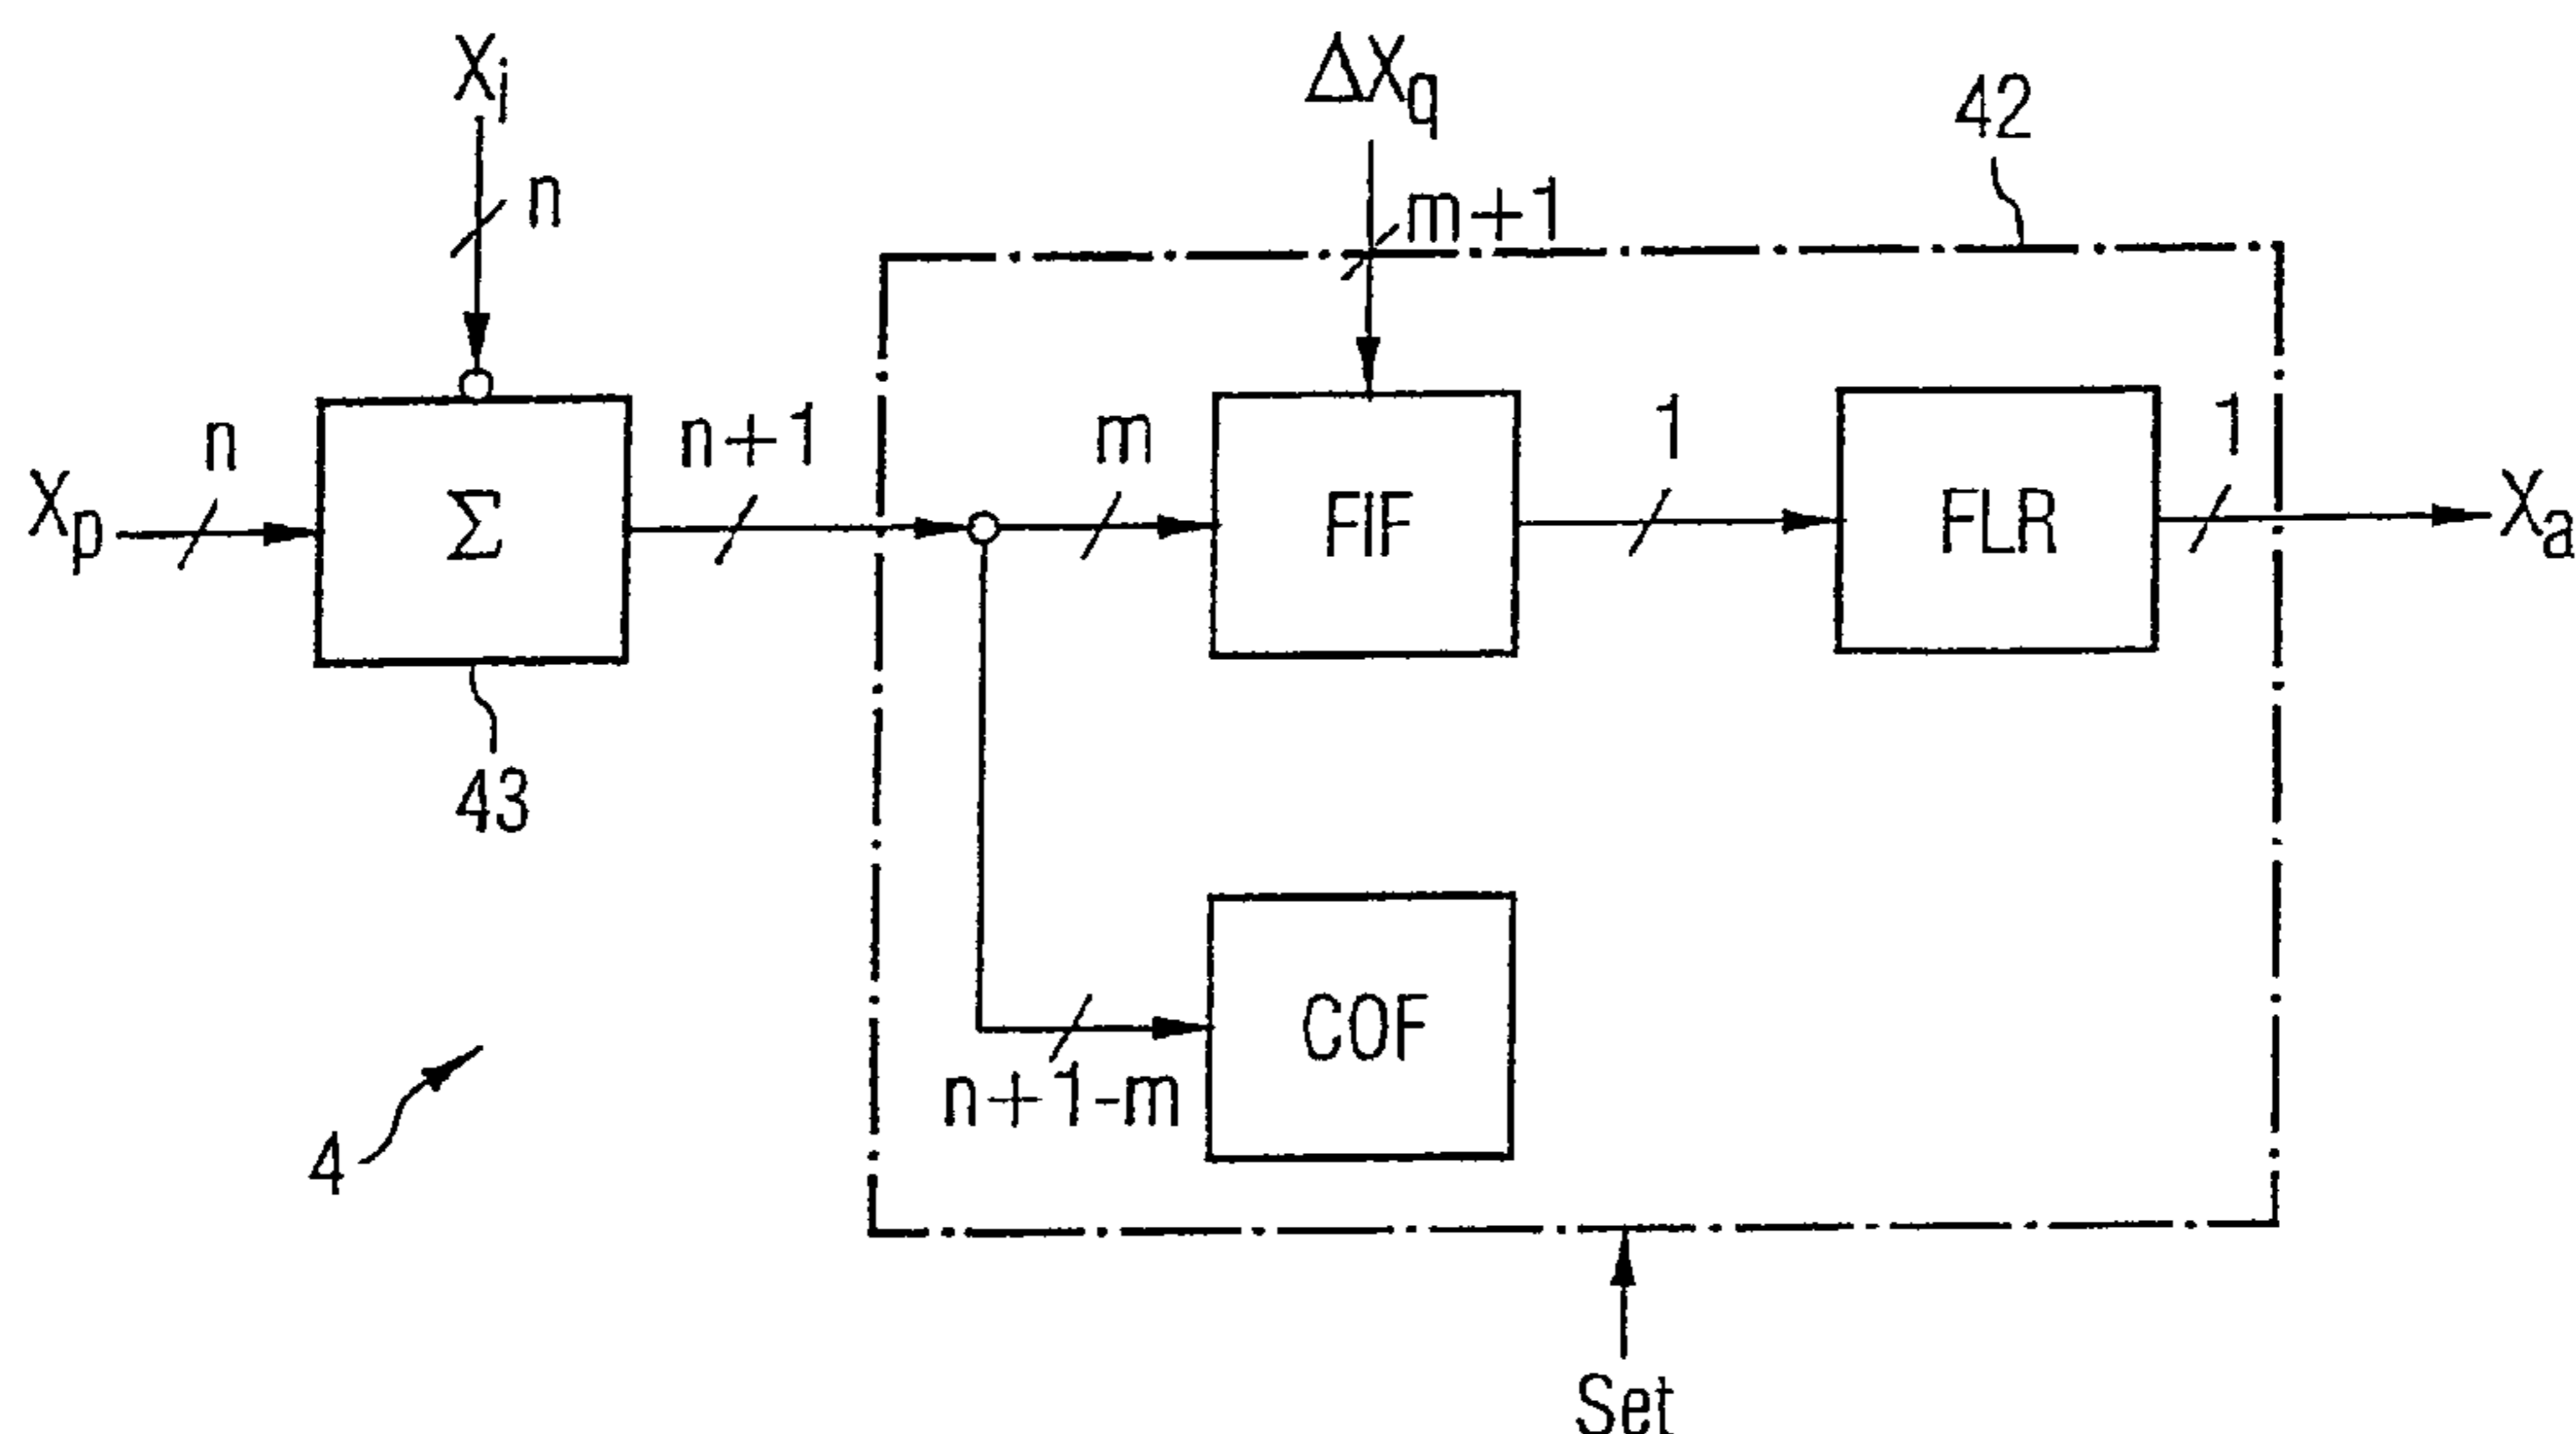 Xi
ΔXq
42
n
m+1
Xp
n
Σ
n+1
m
FIF
1
FLR
1
Xa
43
COF
n+1-m
4
Set